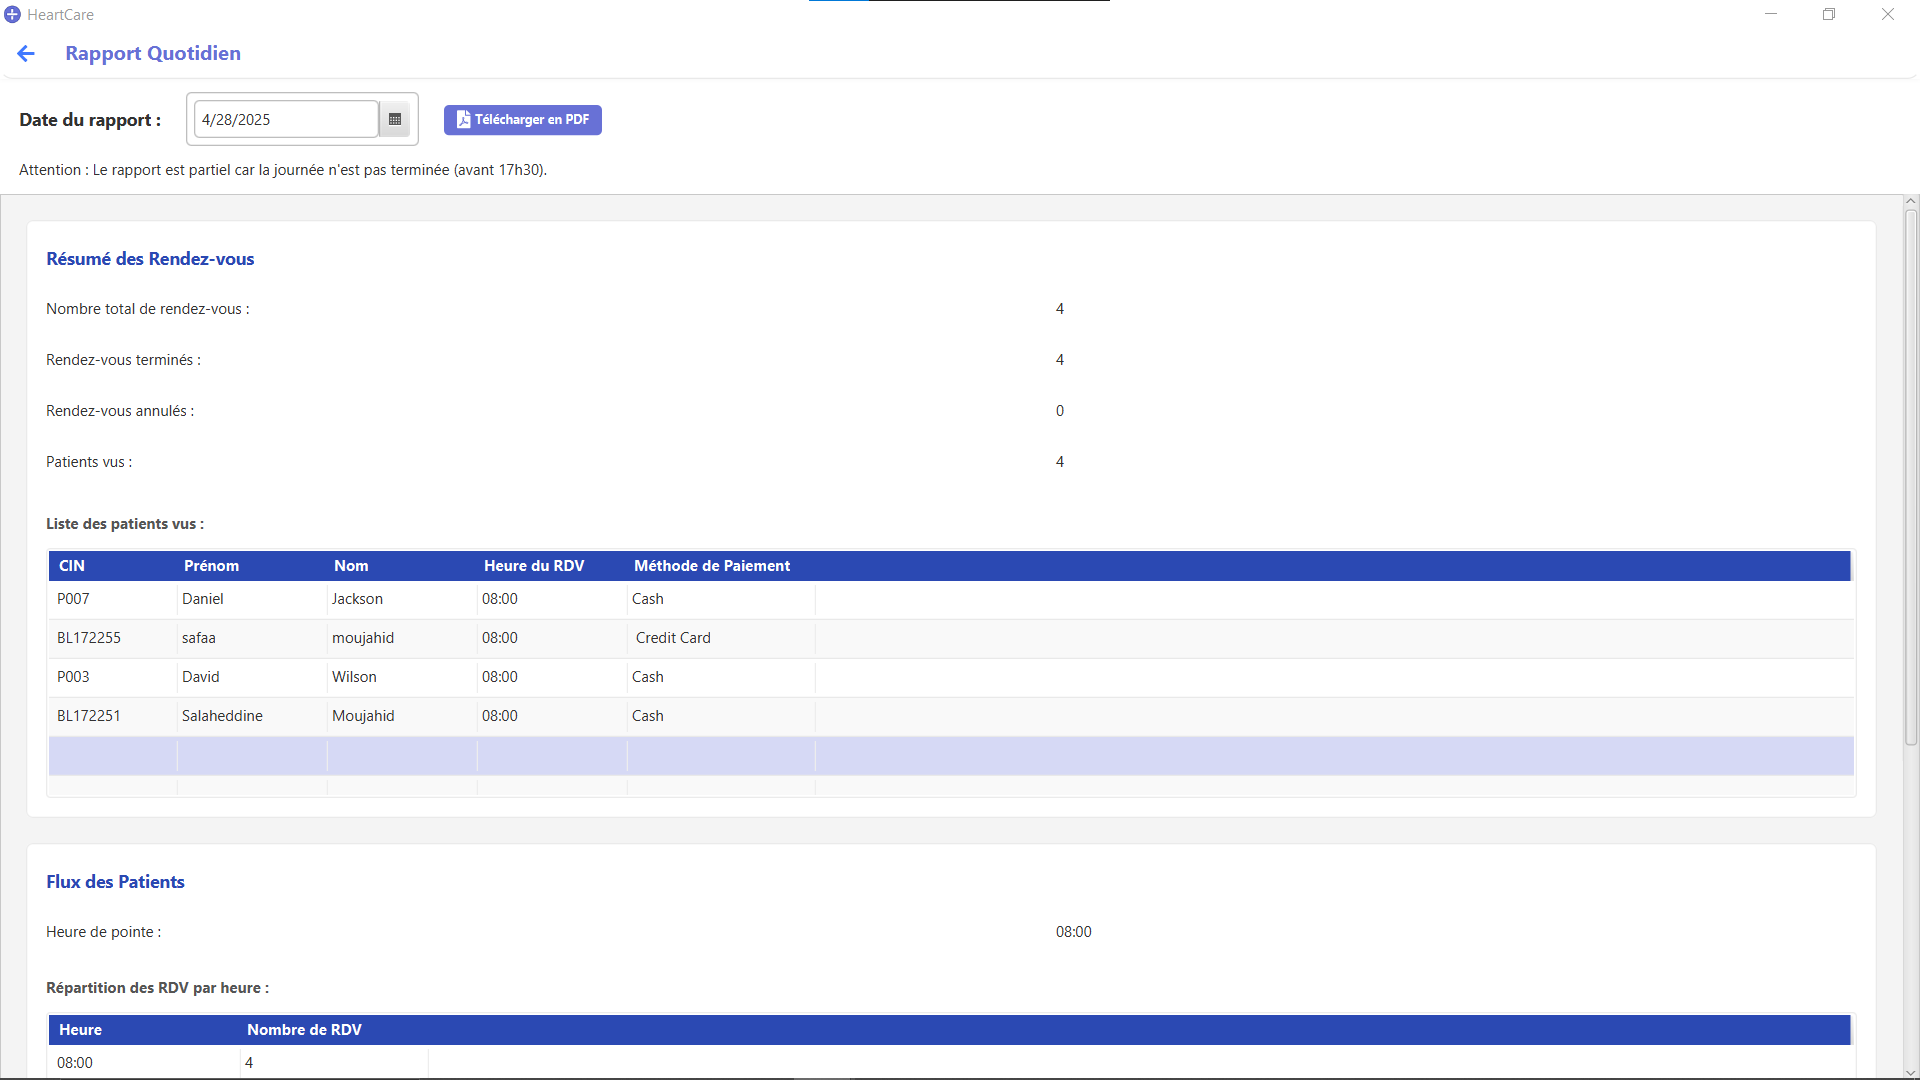 HeartCare
Rapport Quotidien
Date du rapport : 4/28/2025 Télécharger en PDF
Attention : Le rapport est partiel car la journée n'est pas terminée (avant 17h30).
Résumé des Rendez-vous
Nombre total de rendez-vous : 4
Rendez-vous terminés : 4
Rendez-vous annulés : 0
Patients vus : 4
Liste des patients vus :
CIN Prénom Nom Heure du RDV Méthode de Paiement
P007 Daniel Jackson 08:00 Cash
BL172255 safaa moujahid 08:00 Credit Card
P003 David Wilson 08:00 Cash
BL172251 Salaheddine Moujahid 08:00 Cash
Flux des Patients
Heure de pointe : 08:00
Répartition des RDV par heure :
Heure Nombre de RDV
08:00 4